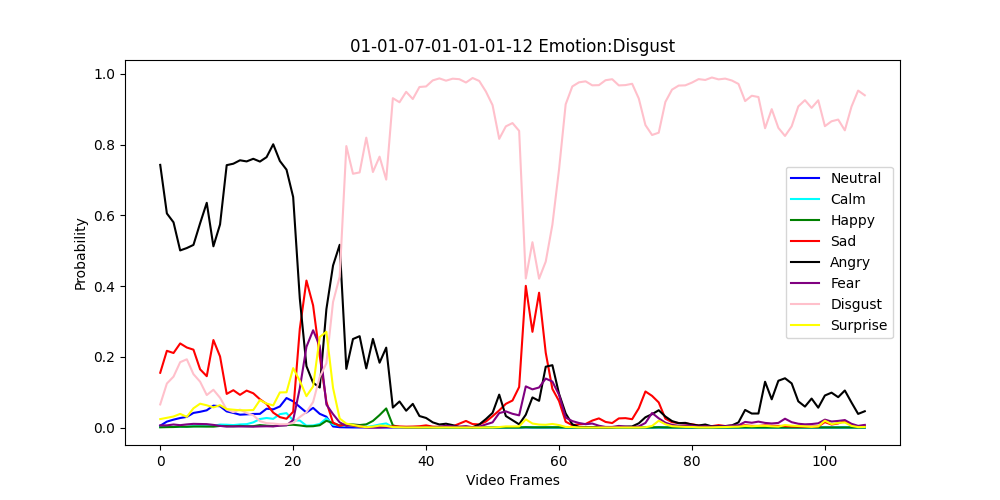 01-01-07-01-01-01-12 Emotion:Disgust
Probability
1.0
0.8
0.6
0.4
0.2
0.0
0
20
40
60
80
100
Video Frames
Neutral
Calm
Happy
Sad
Angry
Fear
Disgust
Surprise